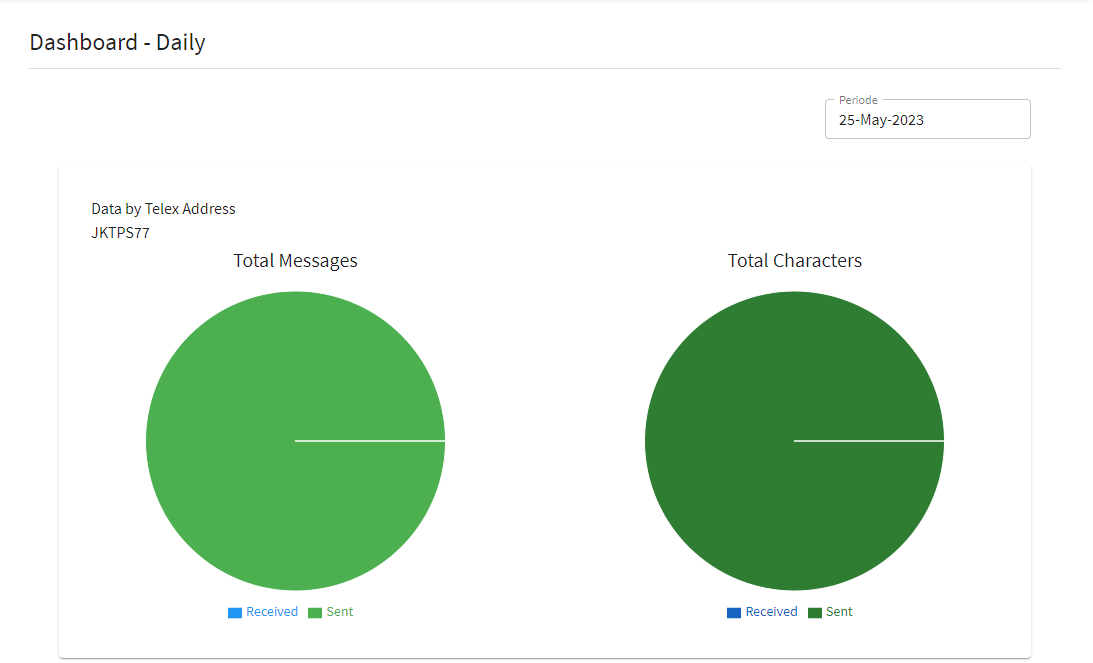 Dashboard - Daily
Periode
25-May-2023
Data by Telex Address
JKTPS77
Total Messages
Total Characters
Received Sent
Received Sent